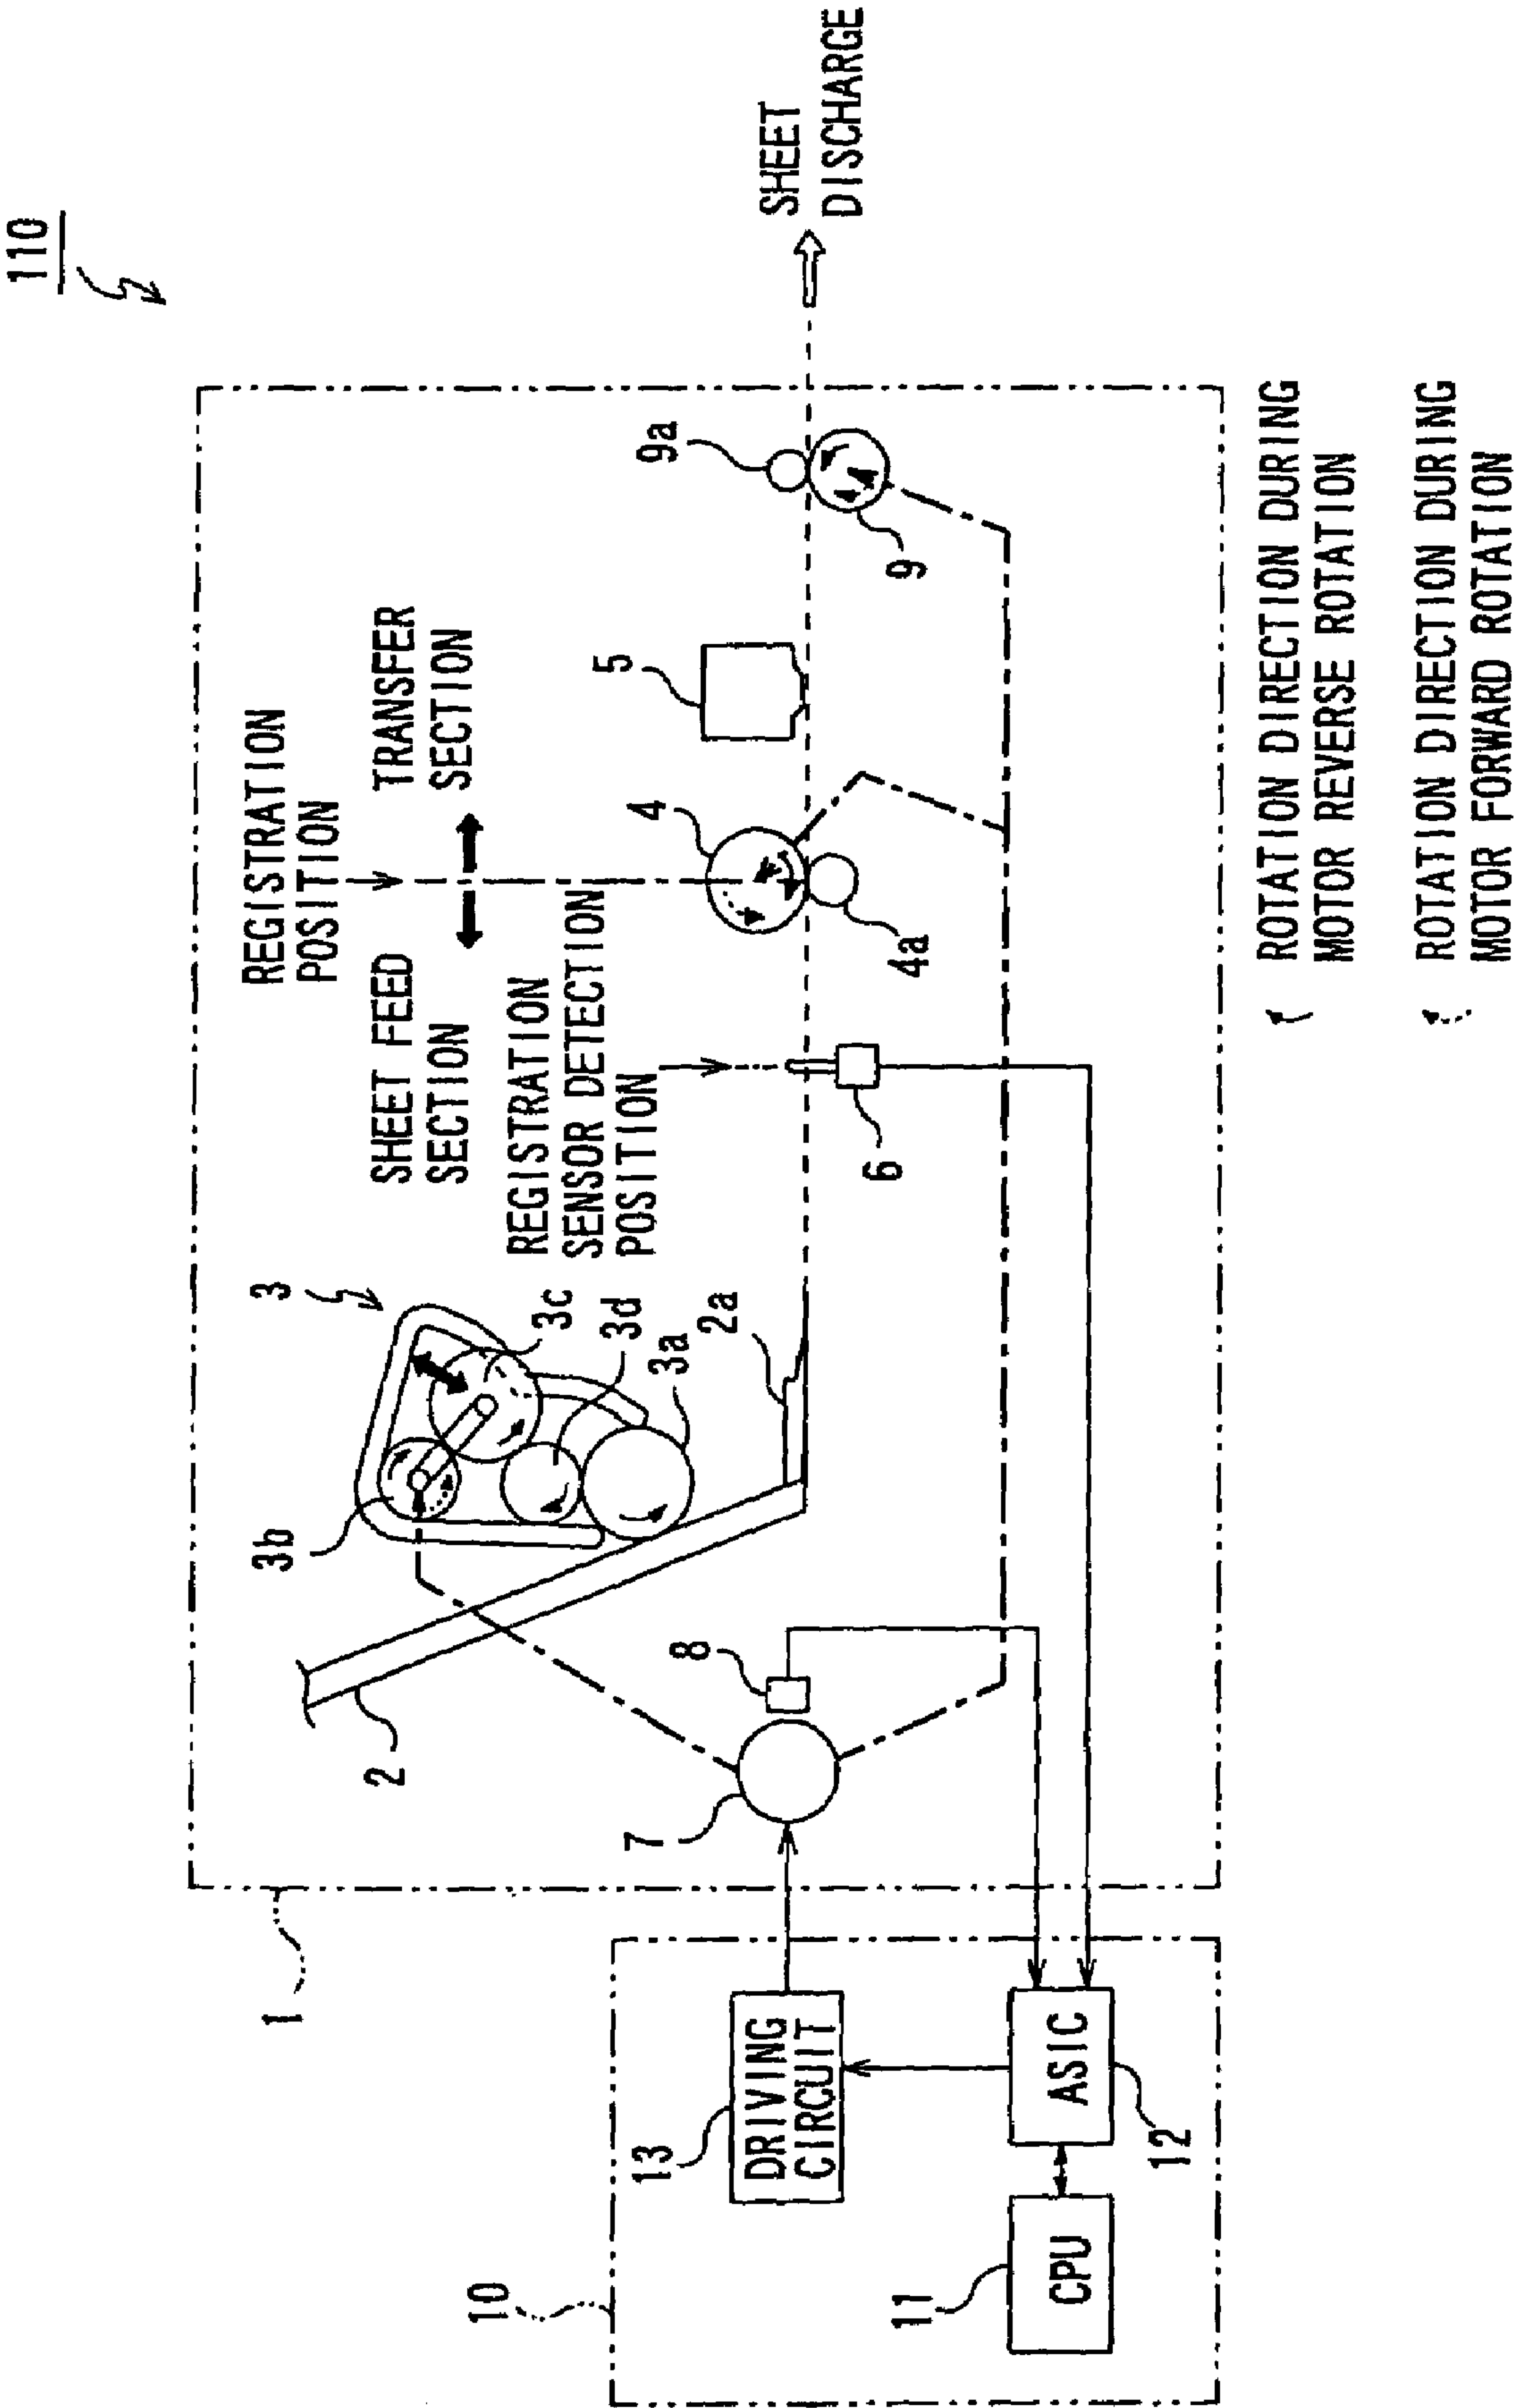 110
REGISTRATION
POSITION
SHEET FEED
SECTION
TRANSFER
SECTION
REGISTRATION
SENSOR DETECTION
POSITION
SHEET
DISCHARGE
1
2
2a
3
3a
3b
3c
3d
4
4a
5
6
7
8
9
9a
10
11
CPU
12
ASIC
13
DRIVING
CIRCUIT
ROTATION DIRECTION DURING
MOTOR REVERSE ROTATION
ROTATION DIRECTION DURING
MOTOR FORWARD ROTATION